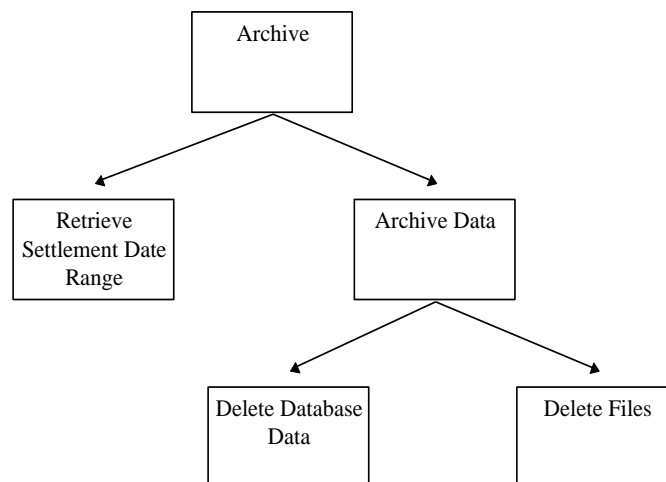 Archive
Retrieve
Settlement Date
Range
Archive Data
Delete Database
Data
Delete Files